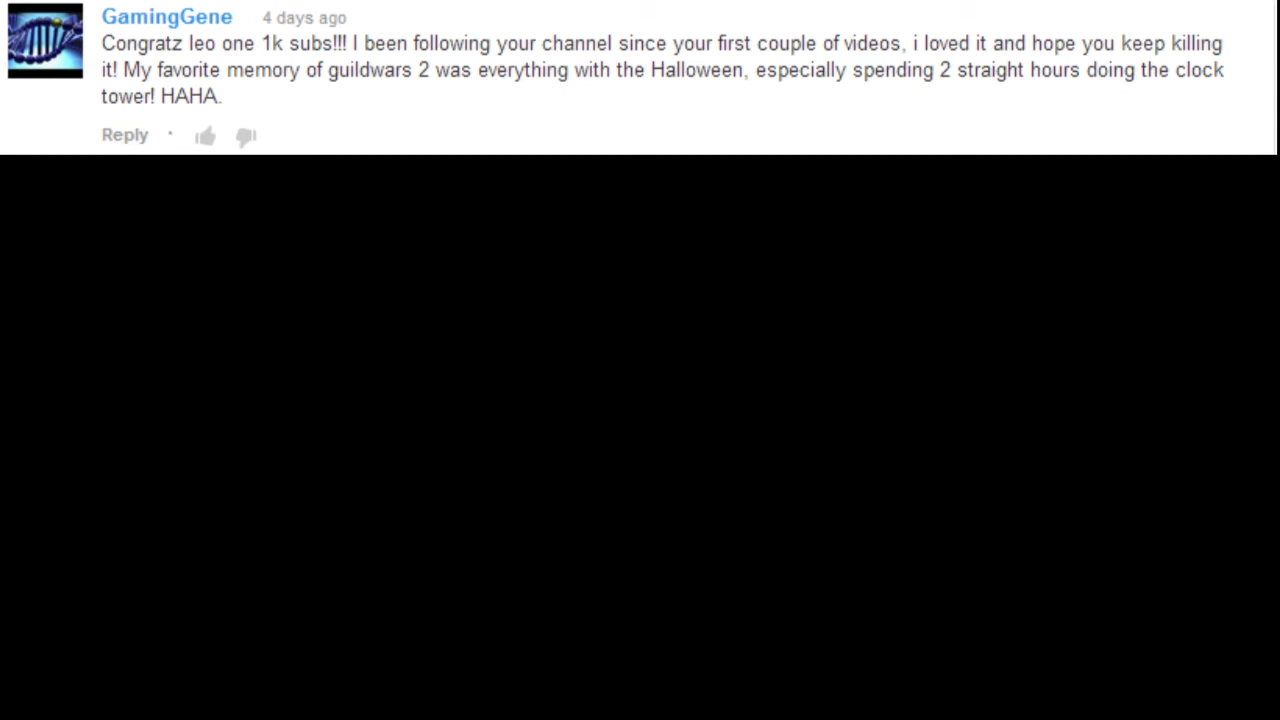 GamingGene 4 days ago
Congratz leo one 1k subs!!! I been following your channel since your first couple of videos, i loved it and hope you keep killing
it! My favorite memory of guildwars 2 was everything with the Halloween, especially spending 2 straight hours doing the clock
tower! HAHA.
Reply ·